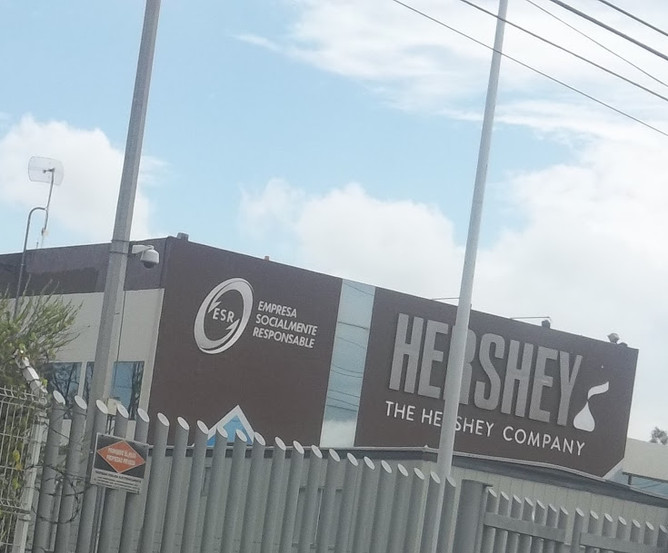 ESR
EMPRESA
SOCIALMENTE
RESPONSABLE
HERSHEY
THE HERSHEY COMPANY